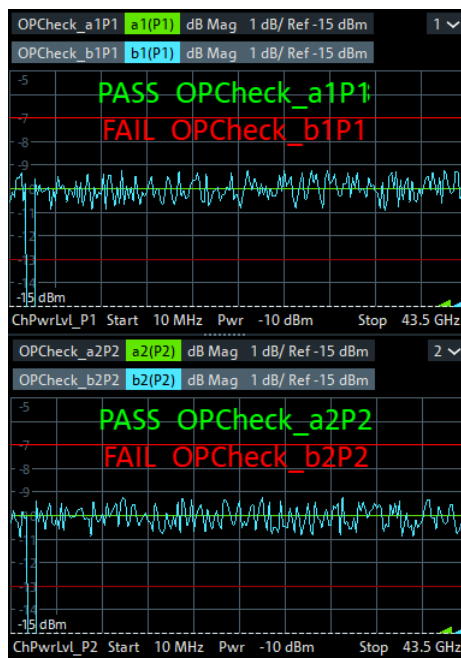 OPCheck_a1P1 a1(P1) dB Mag 1 dB/ Ref -15 dBm 1
OPCheck_b1P1 b1(P1) dB Mag 1 dB/ Ref -15 dBm
-5
PASS OPCheck_a1P1
-7
FAIL OPCheck_b1P1
-8
-9
-10
-11
-13
-14
-15 dBm
ChPwrLvl_P1 Start 10 MHz Pwr -10 dBm Stop 43.5 GHz
OPCheck_a2P2 a2(P2) dB Mag 1 dB/ Ref -15 dBm 2
OPCheck_b2P2 b2(P2) dB Mag 1 dB/ Ref -15 dBm
-5
PASS OPCheck_a2P2
-7
FAIL OPCheck_b2P2
-8
-9
-10
-11
-13
-14
-15 dBm
ChPwrLvl_P2 Start 10 MHz Pwr -10 dBm Stop 43.5 GHz